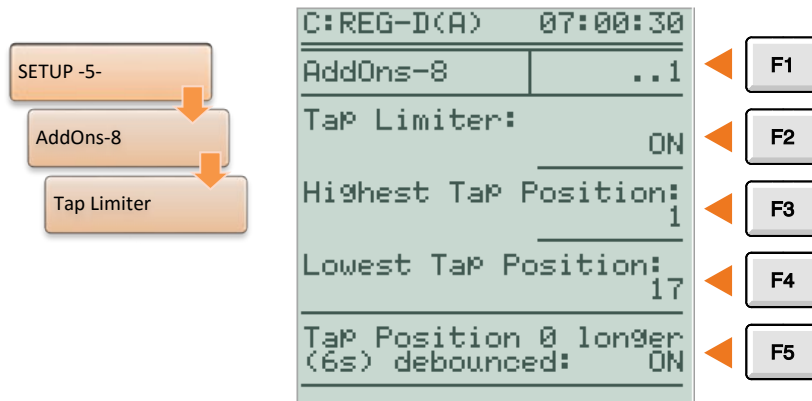 SETUP -5-
AddOns-8
Tap Limiter
C:REG-D(A) 07:00:30
AddOns-8 ..1
Tap Limiter:
ON
Highest Tap Position:
1
Lowest Tap Position:
17
Tap Position 0 longer
(6s) debounced: ON
F1
F2
F3
F4
F5